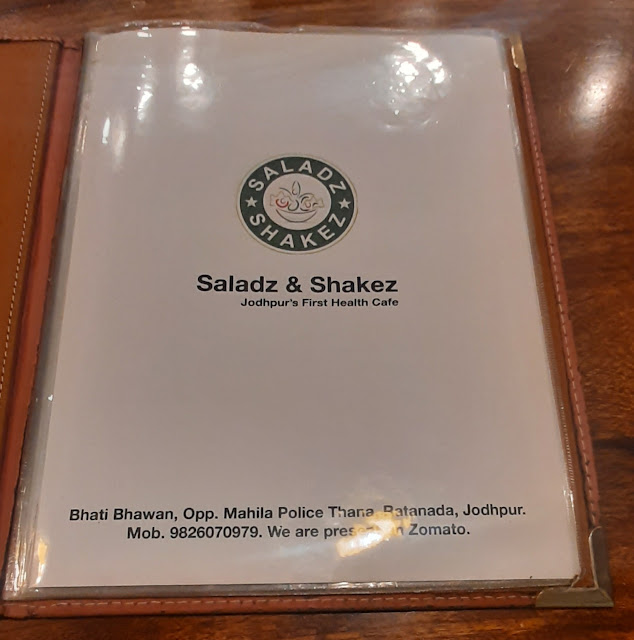 SALADZ
SHAKEZ
Saladz & Shakez
Jodhpur's First Health Cafe
Bhati Bhawan, Opp. Mahila Police Thana, Ratanada, Jodhpur.
Mob. 9826070979. We are Zomato.